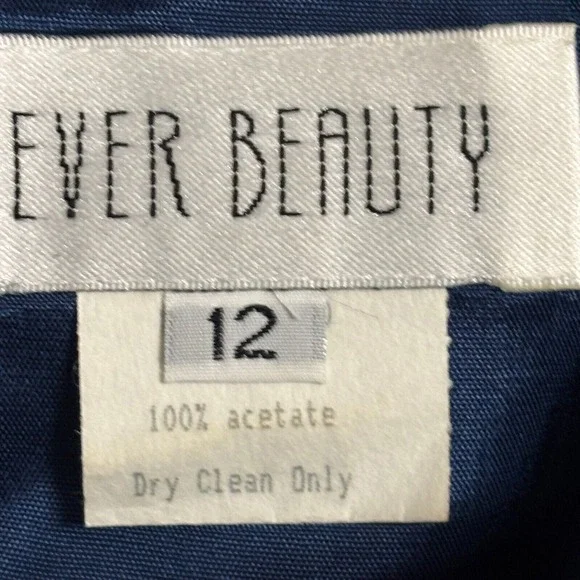 EVER BEAUTY
12
100% acetate
Dry Clean Only